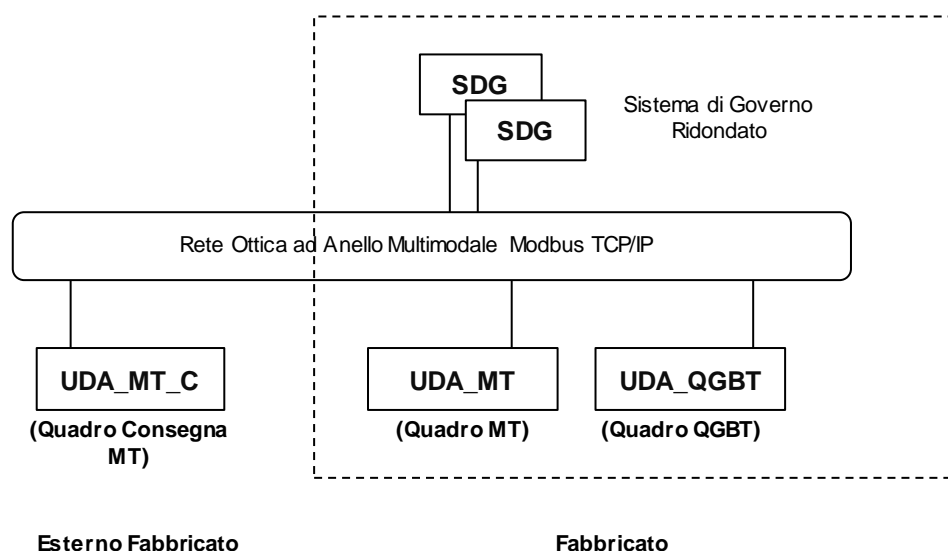 SDG
SDG
Sistema di Governo
Ridondato
Rete Ottica ad Anello Multimodale Modbus TCP/IP
UDA_MT_C
(Quadro Consegna
MT)
UDA_MT
(Quadro MT)
UDA_QGBT
(Quadro QGBT)
Esterno Fabbricato
Fabbricato